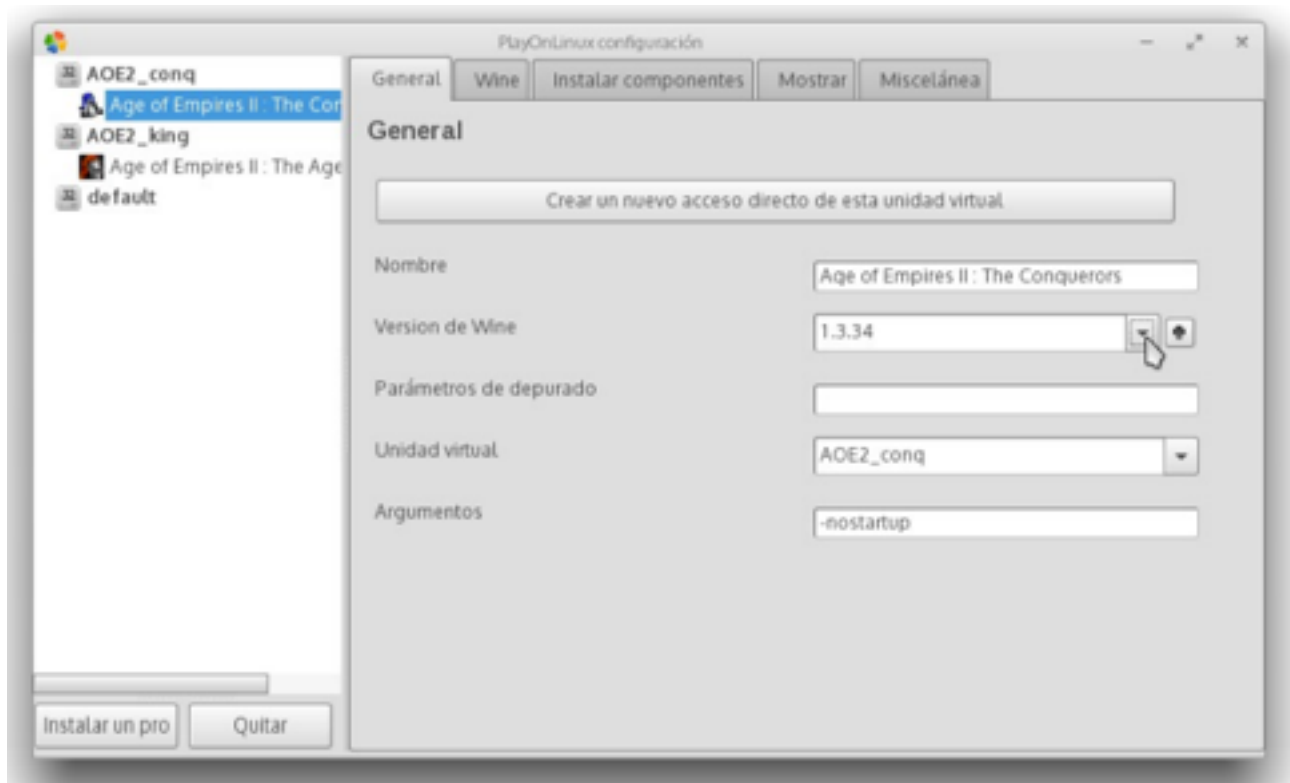 PlayOnLinux configuración
AOE2_conq
Age of Empires II : The Con
AOE2_king
Age of Empires II : The Age
default
Instalar un pro
Quitar
General
Wine
Instalar componentes
Mostrar
Miscelánea
General
Crear un nuevo acceso directo de esta unidad virtual
Nombre
Age of Empires II : The Conquerors
Version de Wine
1.3.34
Parámetros de depurado
Unidad virtual
AOE2_conq
Argumentos
-nostartup